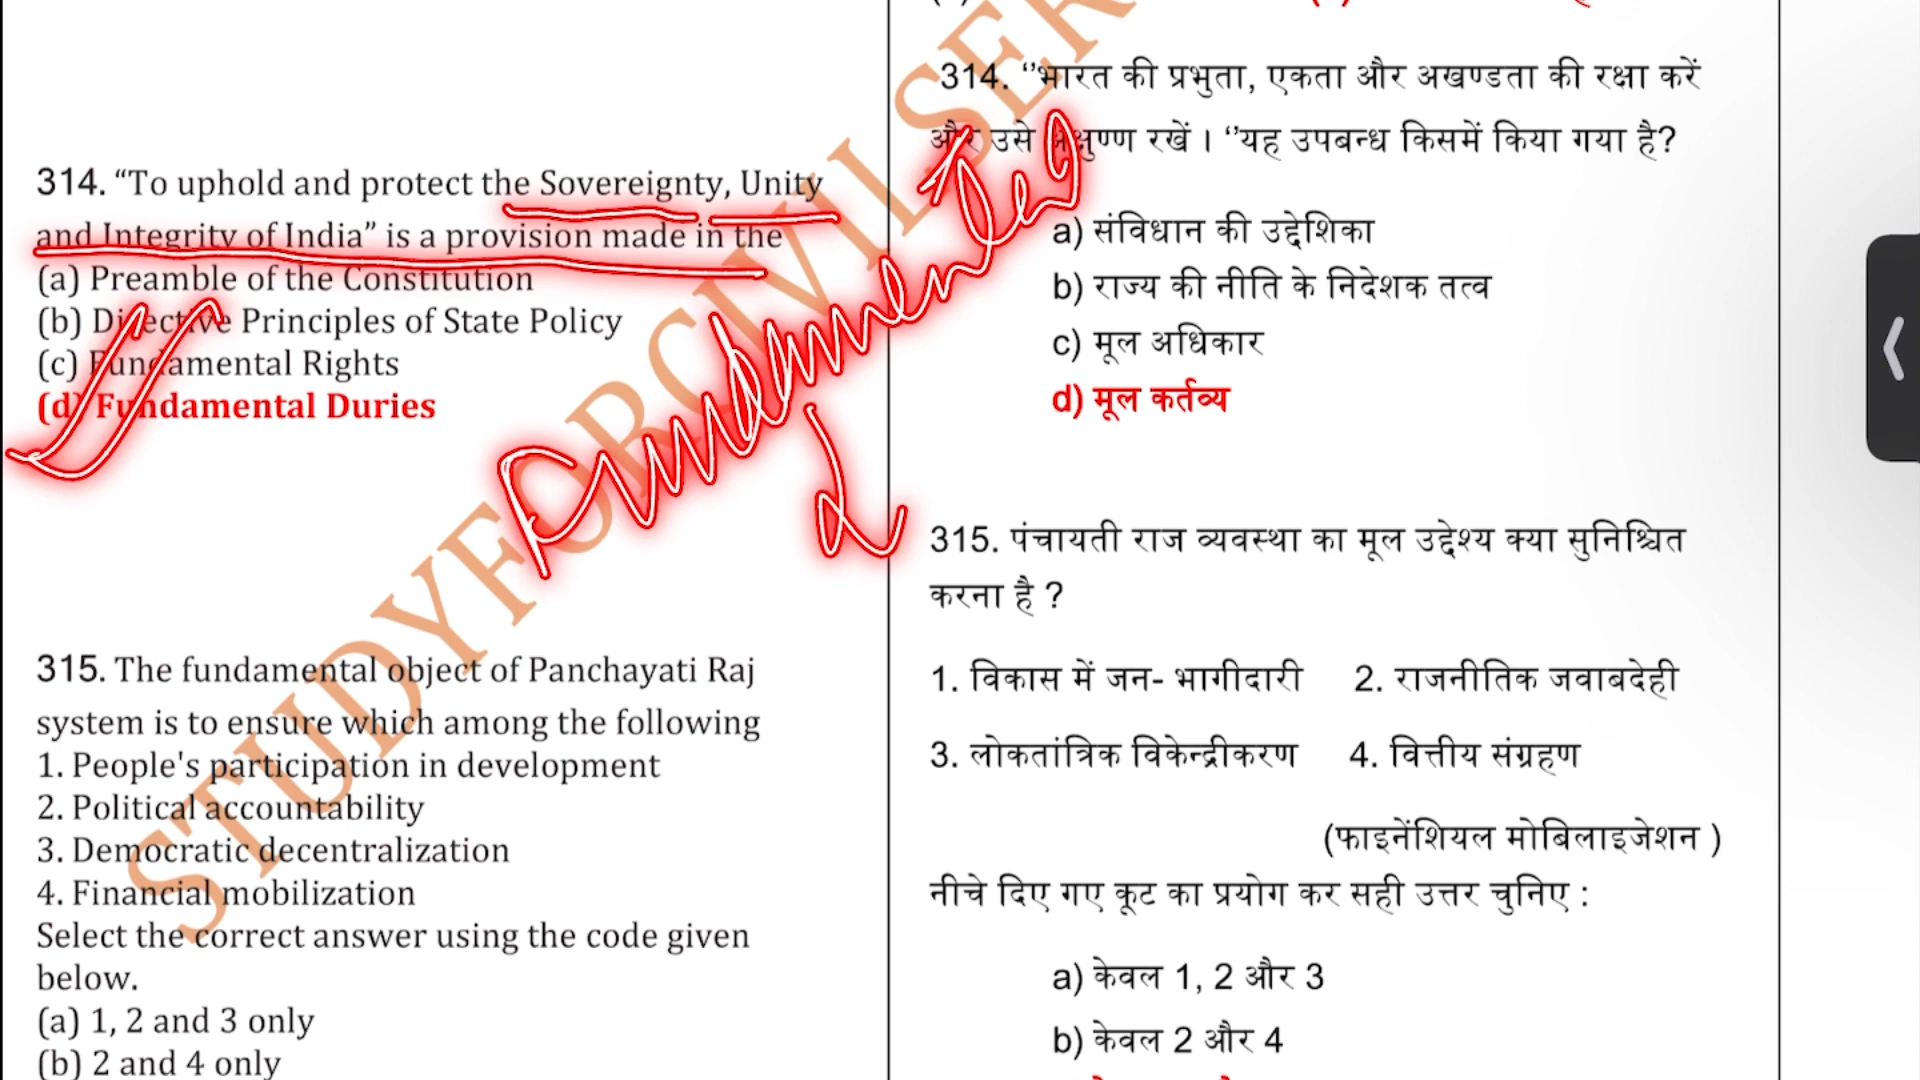 314. “To uphold and protect the Sovereignty, Unity
and Integrity of India” is a provision made in the
(a) Preamble of the Constitution
(b) Directive Principles of State Policy
(c) Fundamental Rights
(d) Fundamental Duries
315. The fundamental object of Panchayati Raj
system is to ensure which among the following
1. People's participation in development
2. Political accountability
3. Democratic decentralization
4. Financial mobilization
Select the correct answer using the code given
below.
(a) 1, 2 and 3 only
(b) 2 and 4 only
314. “भारत की प्रभुता, एकता और अखण्डता की रक्षा करें
और उसे अक्षुण्ण रखें। “यह उपबन्ध किसमें किया गया है?
a) संविधान की उद्देशिका
b) राज्य की नीति के निदेशक तत्व
c) मूल अधिकार
d) मूल कर्तव्य
315. पंचायती राज व्यवस्था का मूल उद्देश्य क्या सुनिश्चित
करना है ?
1. विकास में जन- भागीदारी 2. राजनीतिक जवाबदेही
3. लोकतांत्रिक विकेन्द्रीकरण 4. वित्तीय संग्रहण
(फाइनेंशियल मोबिलाइजेशन )
नीचे दिए गए कूट का प्रयोग कर सही उत्तर चुनिए :
a) केवल 1, 2 और 3
b) केवल 2 और 4
STUDYFORCIVILSER